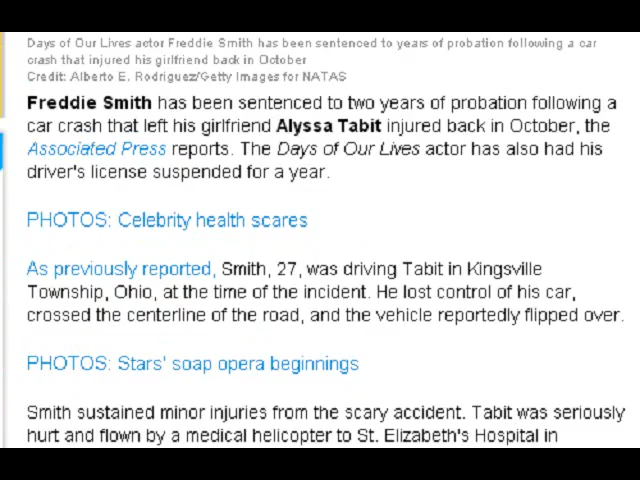 Days of Our Lives actor Freddie Smith has been sentenced to years of probation following a car
crash that injured his girlfriend back in October
Credit: Alberto E. Rodriguez/Getty Images for NATAS
Freddie Smith has been sentenced to two years of probation following a
car crash that left his girlfriend Alyssa Tabit injured back in October, the
Associated Press reports. The Days of Our Lives actor has also had his
driver's license suspended for a year.
PHOTOS: Celebrity health scares
As previously reported, Smith, 27, was driving Tabit in Kingsville
Township, Ohio, at the time of the incident. He lost control of his car,
crossed the centerline of the road, and the vehicle reportedly flipped over.
PHOTOS: Stars' soap opera beginnings
Smith sustained minor injuries from the scary accident. Tabit was seriously
hurt and flown by a medical helicopter to St. Elizabeth's Hospital in